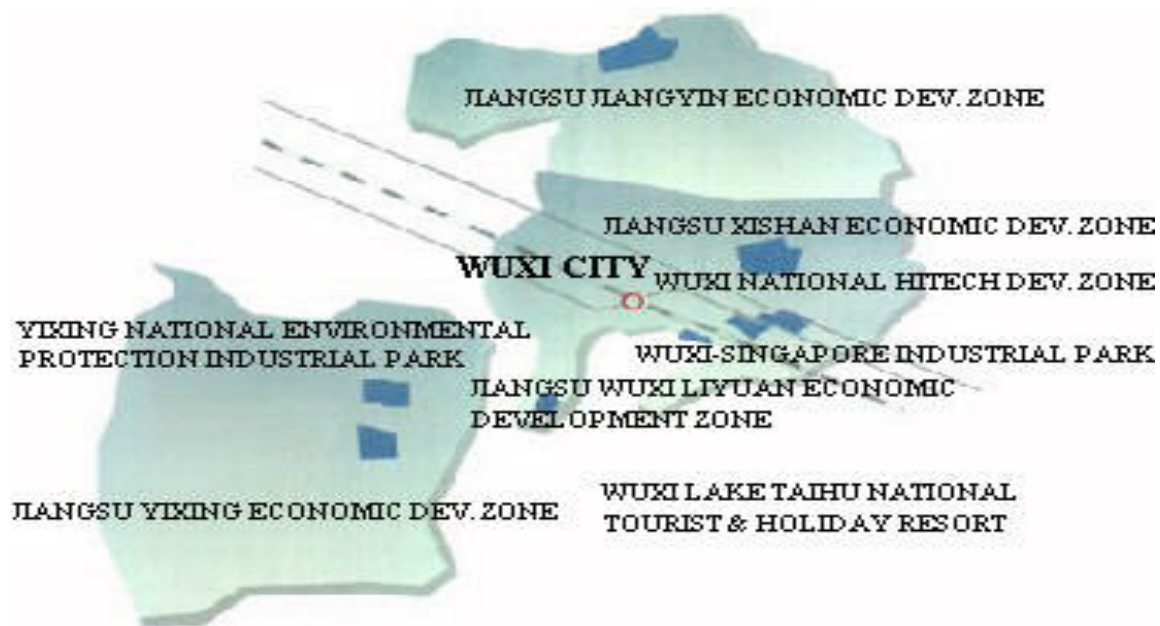 JIANGSU JIANGYIN ECONOMIC DEV. ZONE
JIANGSU XISHAN ECONOMIC DEV. ZONE
WUXI CITY
WUXI NATIONAL HITECH DEV. ZONE
YIXING NATIONAL ENVIRONMENTAL
PROTECTION INDUSTRIAL PARK
WUXI-SINGAPORE INDUSTRIAL PARK
JIANGSU WUXI LIYUAN ECONOMIC
DEVELOPMENT ZONE
JIANGSU YIXING ECONOMIC DEV. ZONE
WUXI LAKE TAIHU NATIONAL
TOURIST & HOLIDAY RESORT